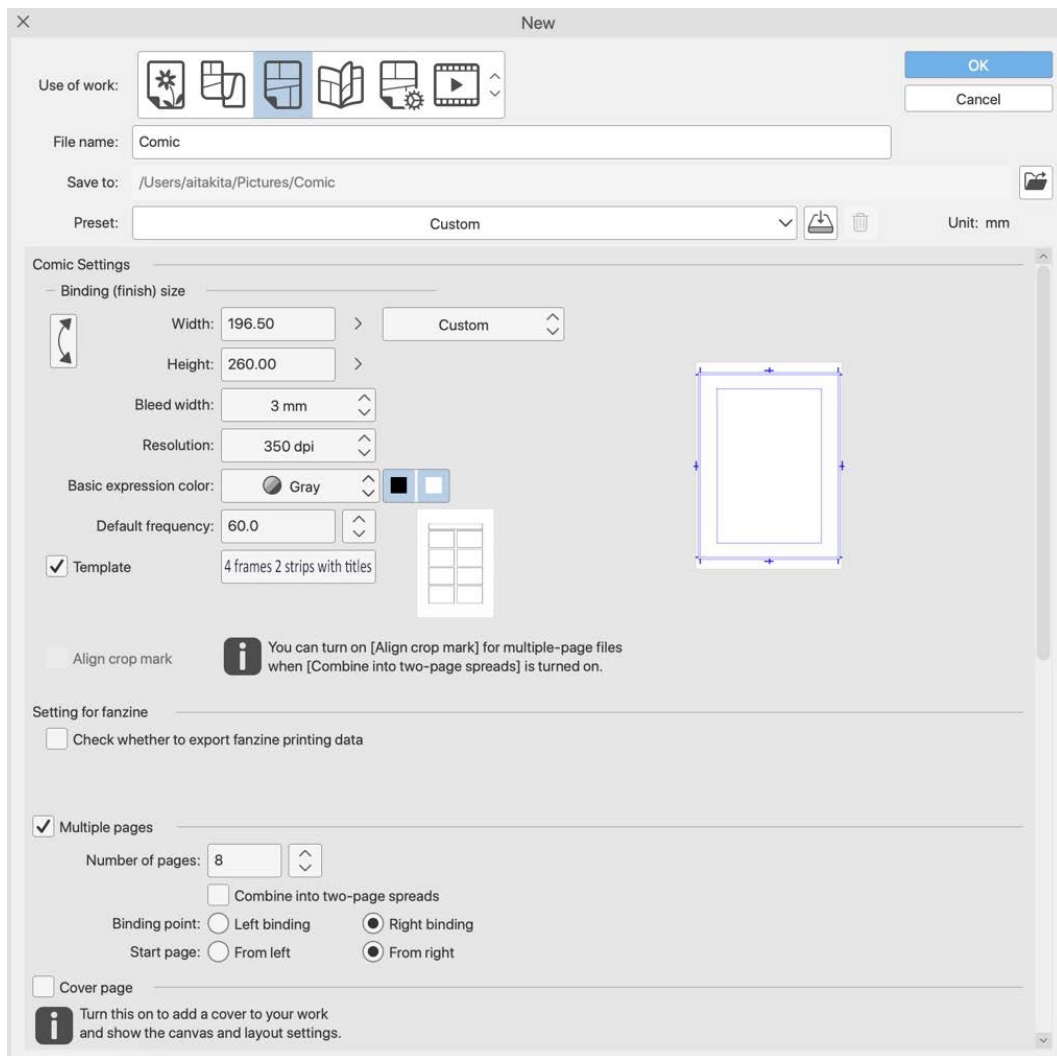 New
Use of work:
OK
Cancel
File name: Comic
Save to: /Users/aitakita/Pictures/Comic
Preset: Custom Unit: mm
Comic Settings
Binding (finish) size
Width: 196.50 > Custom
Height: 260.00 >
Bleed width: 3 mm
Resolution: 350 dpi
Basic expression color: Gray
Default frequency: 60.0
Template 4 frames 2 strips with titles
Align crop mark
You can turn on [Align crop mark] for multiple-page files
when [Combine into two-page spreads] is turned on.
Setting for fanzine
Check whether to export fanzine printing data
Multiple pages
Number of pages: 8
Combine into two-page spreads
Binding point: Left binding Right binding
Start page: From left From right
Cover page
Turn this on to add a cover to your work
and show the canvas and layout settings.